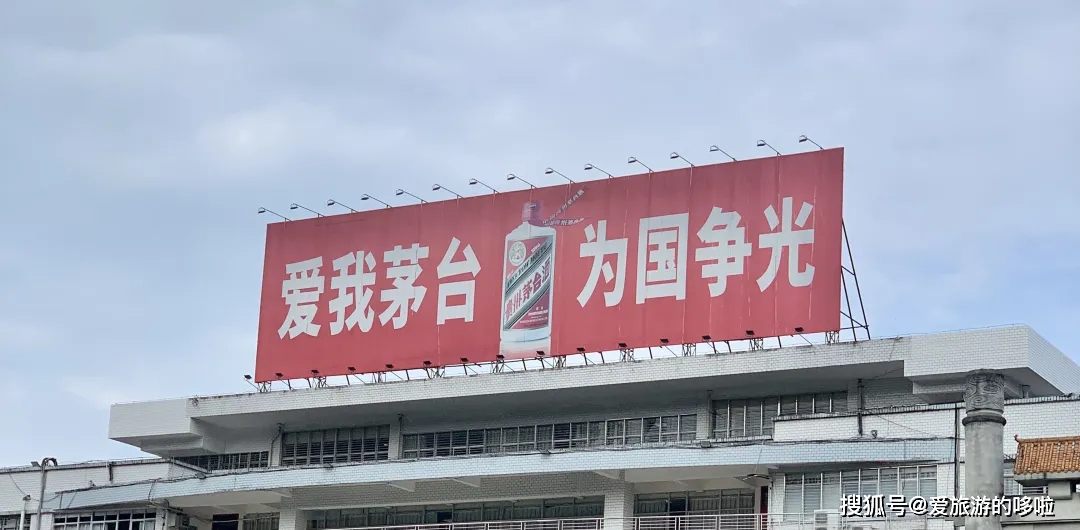 爱我茅台
为国争光
贵州茅台酒
搜狐号@爱旅游的哆啦